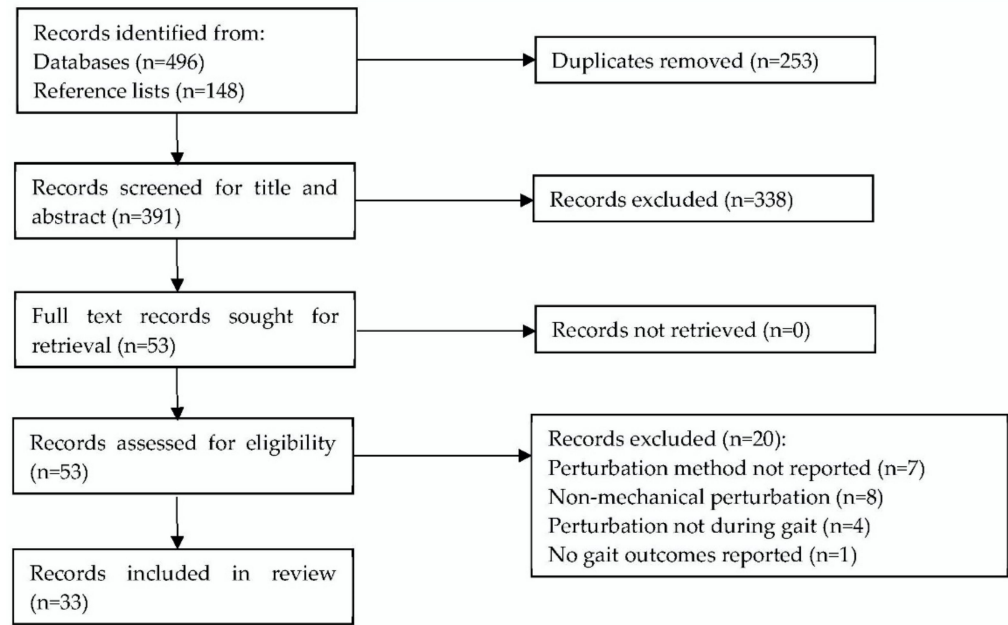 Records identified from:
Databases (n=496)
Reference lists (n=148)
Duplicates removed (n=253)
Records screened for title and
abstract (n=391)
Records excluded (n=338)
Full text records sought for
retrieval (n=53)
Records not retrieved (n=0)
Records assessed for eligibility
(n=53)
Records excluded (n=20):
Perturbation method not reported (n=7)
Non-mechanical perturbation (n=8)
Perturbation not during gait (n=4)
No gait outcomes reported (n=1)
Records included in review
(n=33)